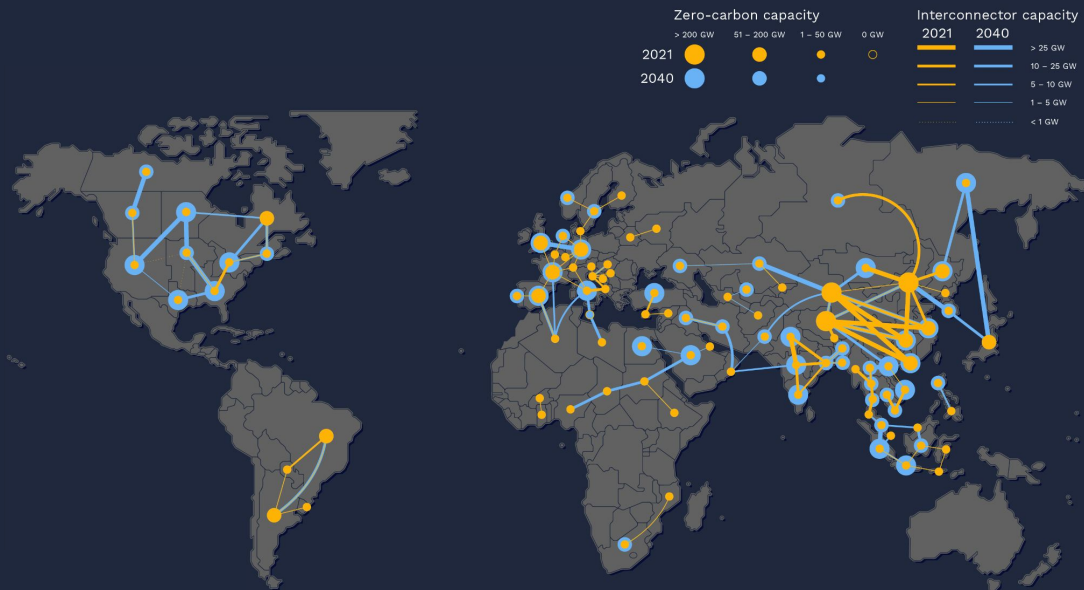 Zero-carbon capacity
> 200 GW 51 – 200 GW 1 – 50 GW 0 GW
2021
2040
Interconnector capacity
2021 2040
> 25 GW
10 – 25 GW
5 – 10 GW
1 – 5 GW
< 1 GW